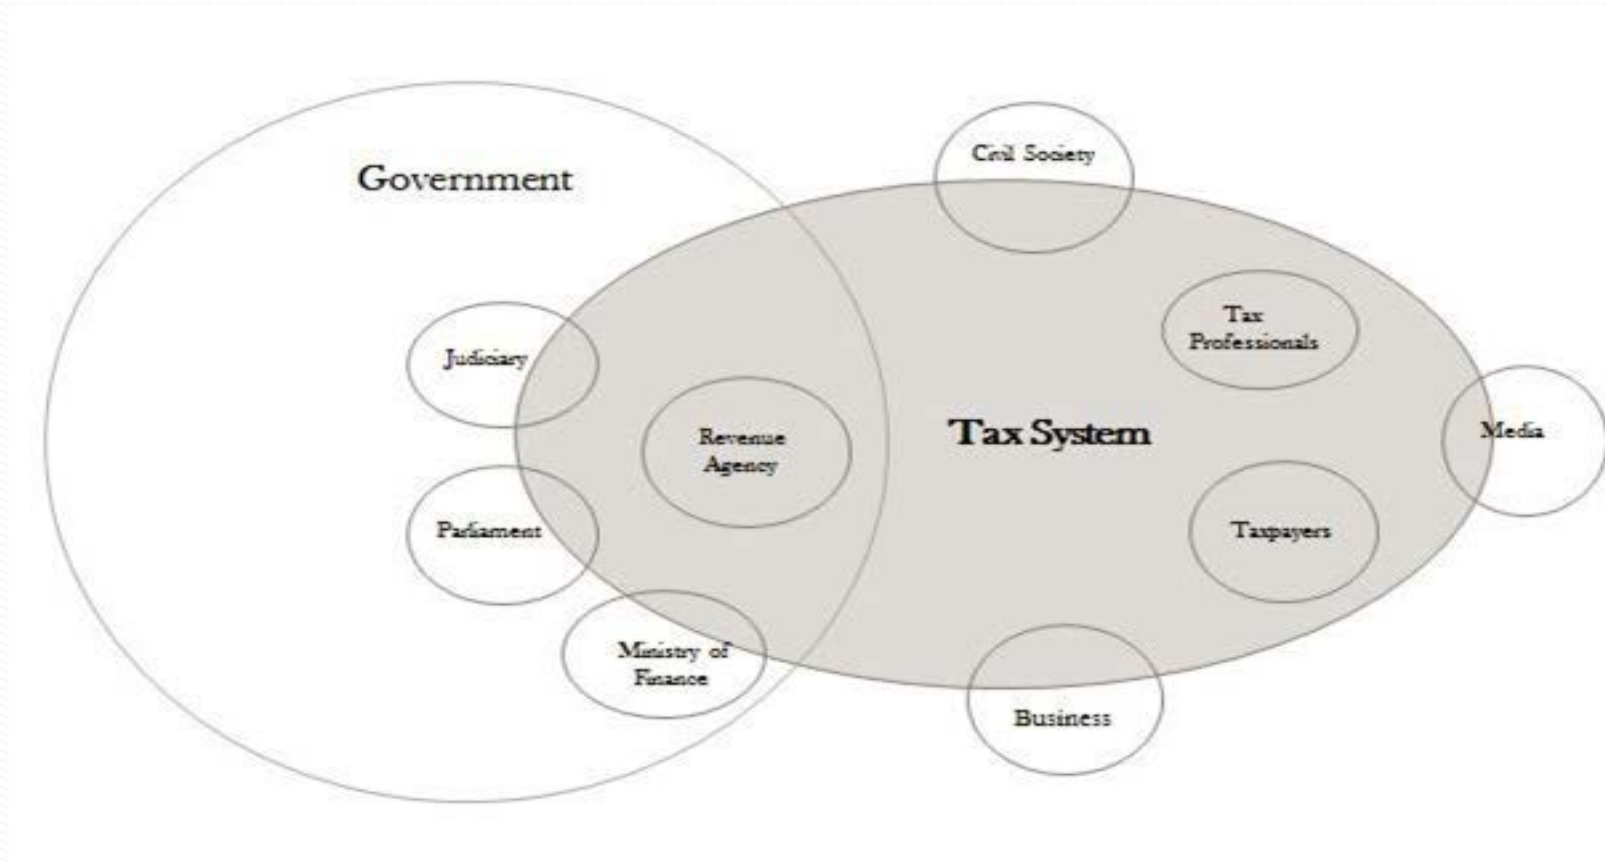 Government
Civil Society
Tax
Professionals
Judiciary
Revenue
Agency
Tax System
Media
Parliament
Taxpayers
Ministry of
Finance
Business